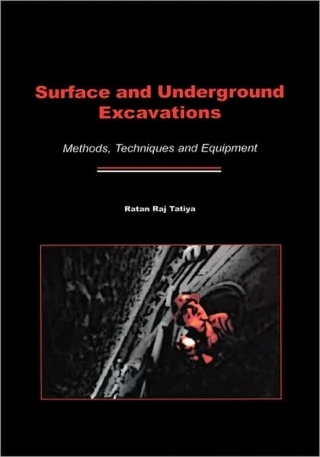 Surface and Underground
Excavations
Methods, Techniques and Equipment
Ratan Raj Tatiya